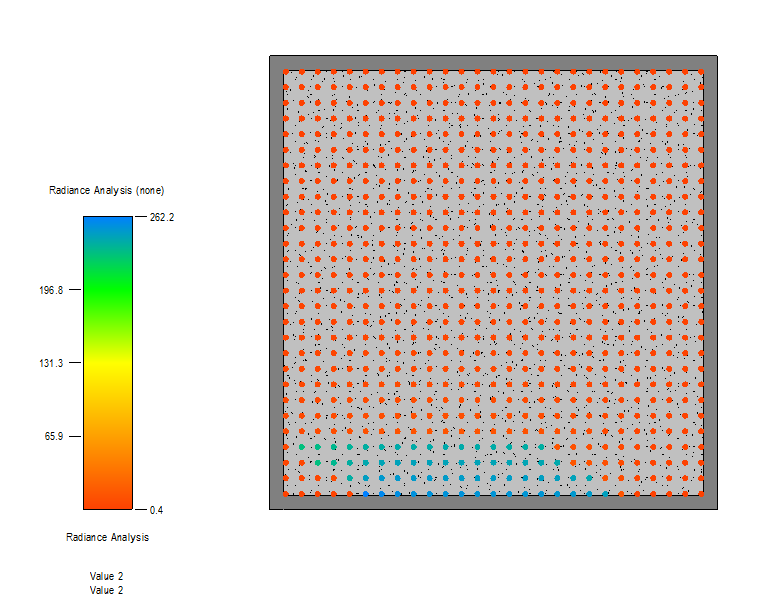 Radiance Analysis (none)
262.2
196.8
131.3
65.9
0.4
Radiance Analysis
Value 2
Value 2